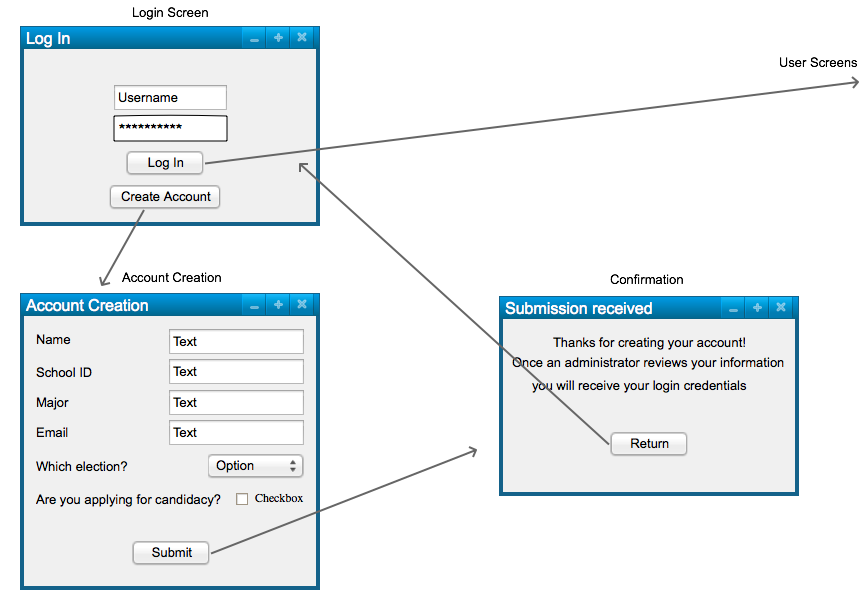 Login Screen
Log In
Username
**********
Log In
Create Account
User Screens
Account Creation
Account Creation
Name Text
School ID Text
Major Text
Email Text
Which election? Option
Are you applying for candidacy? Checkbox
Submit
Confirmation
Submission received
Thanks for creating your account!
Once an administrator reviews your information
you will receive your login credentials
Return